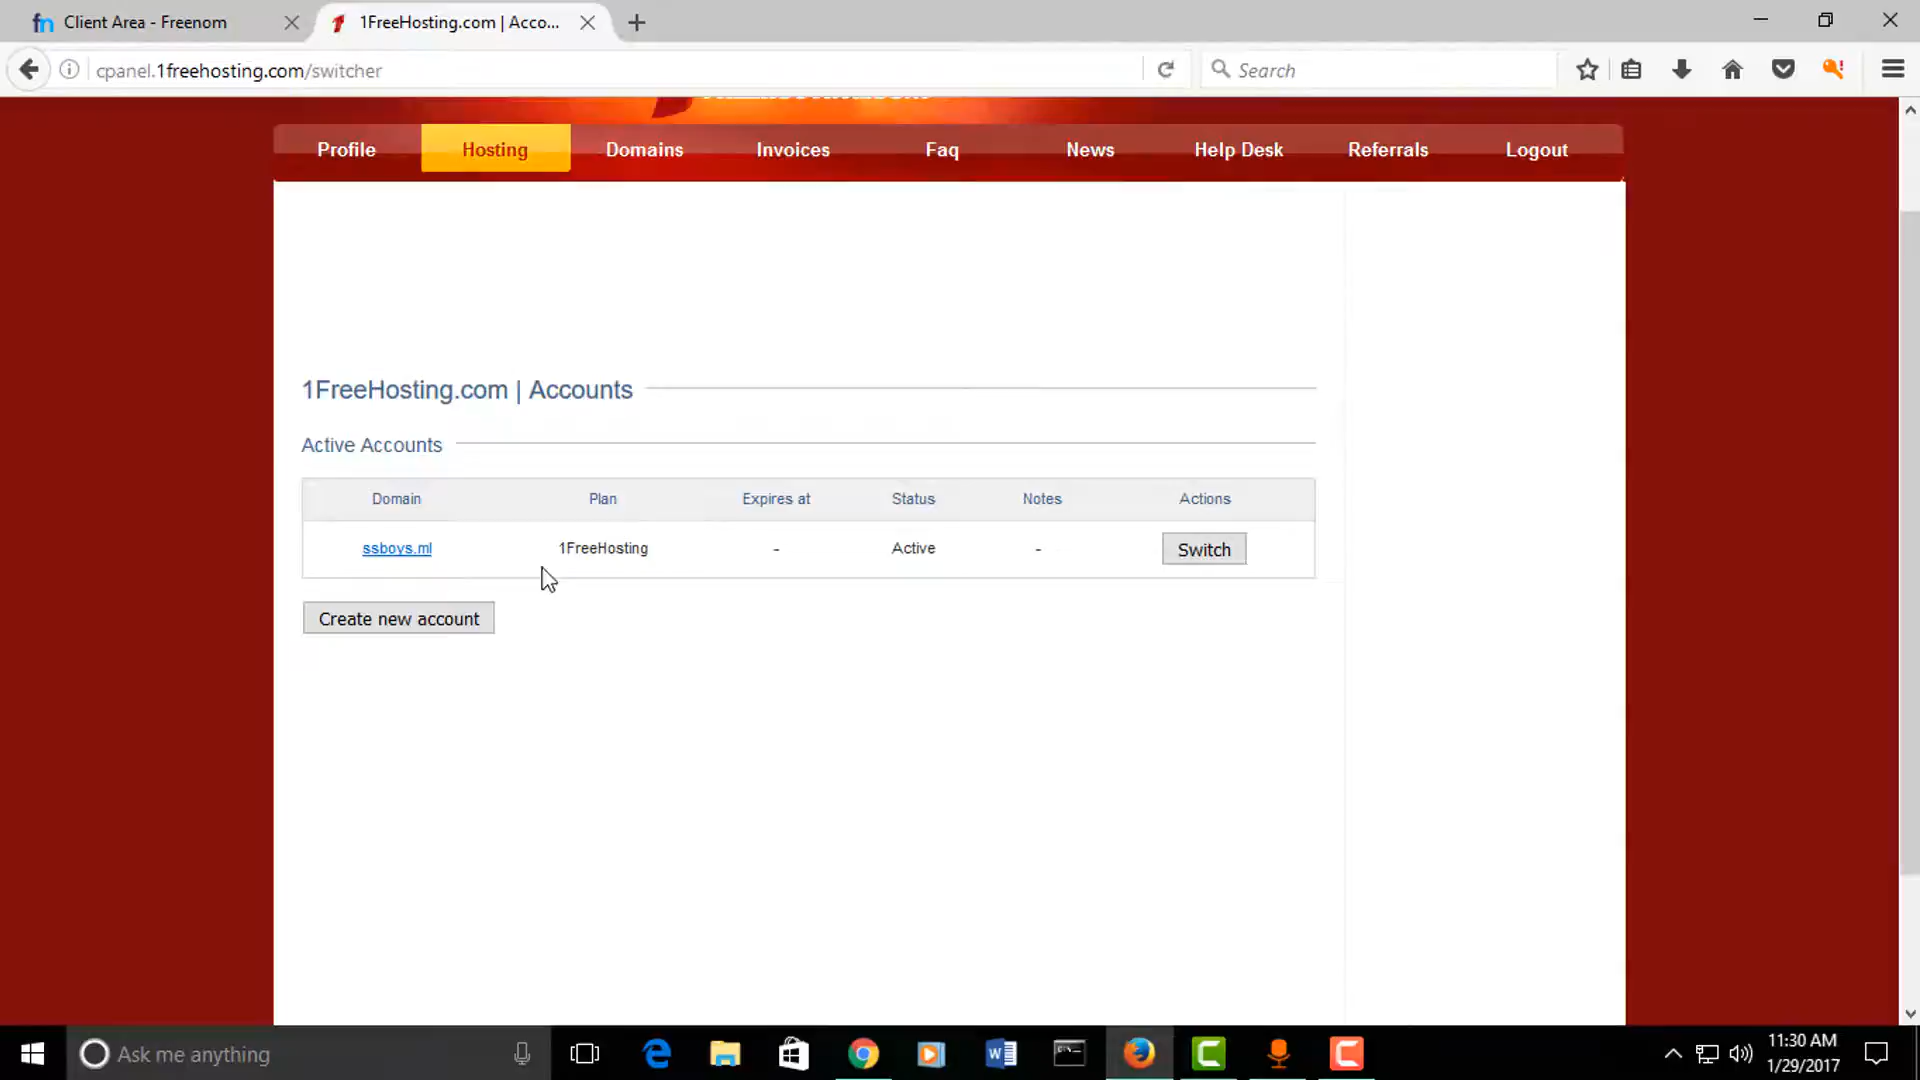 Client Area - Freenom
1FreeHosting.com | Acco...
cpanel.1freehosting.com/switcher
Search
Profile
Hosting
Domains
Invoices
Faq
News
Help Desk
Referrals
Logout
1FreeHosting.com | Accounts
Active Accounts
Domain Plan Expires at Status Notes Actions
ssboys.ml 1FreeHosting - Active - Switch
Create new account
Ask me anything
11:30 AM
1/29/2017